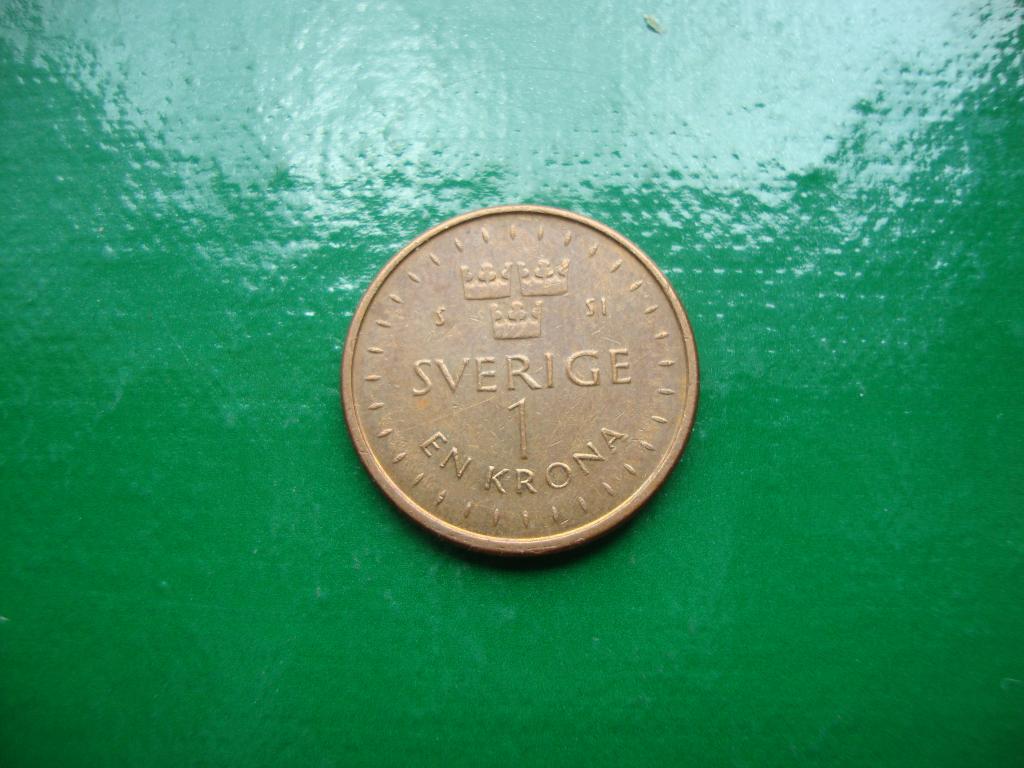 S SI
SVERIGE
1
EN KRONA